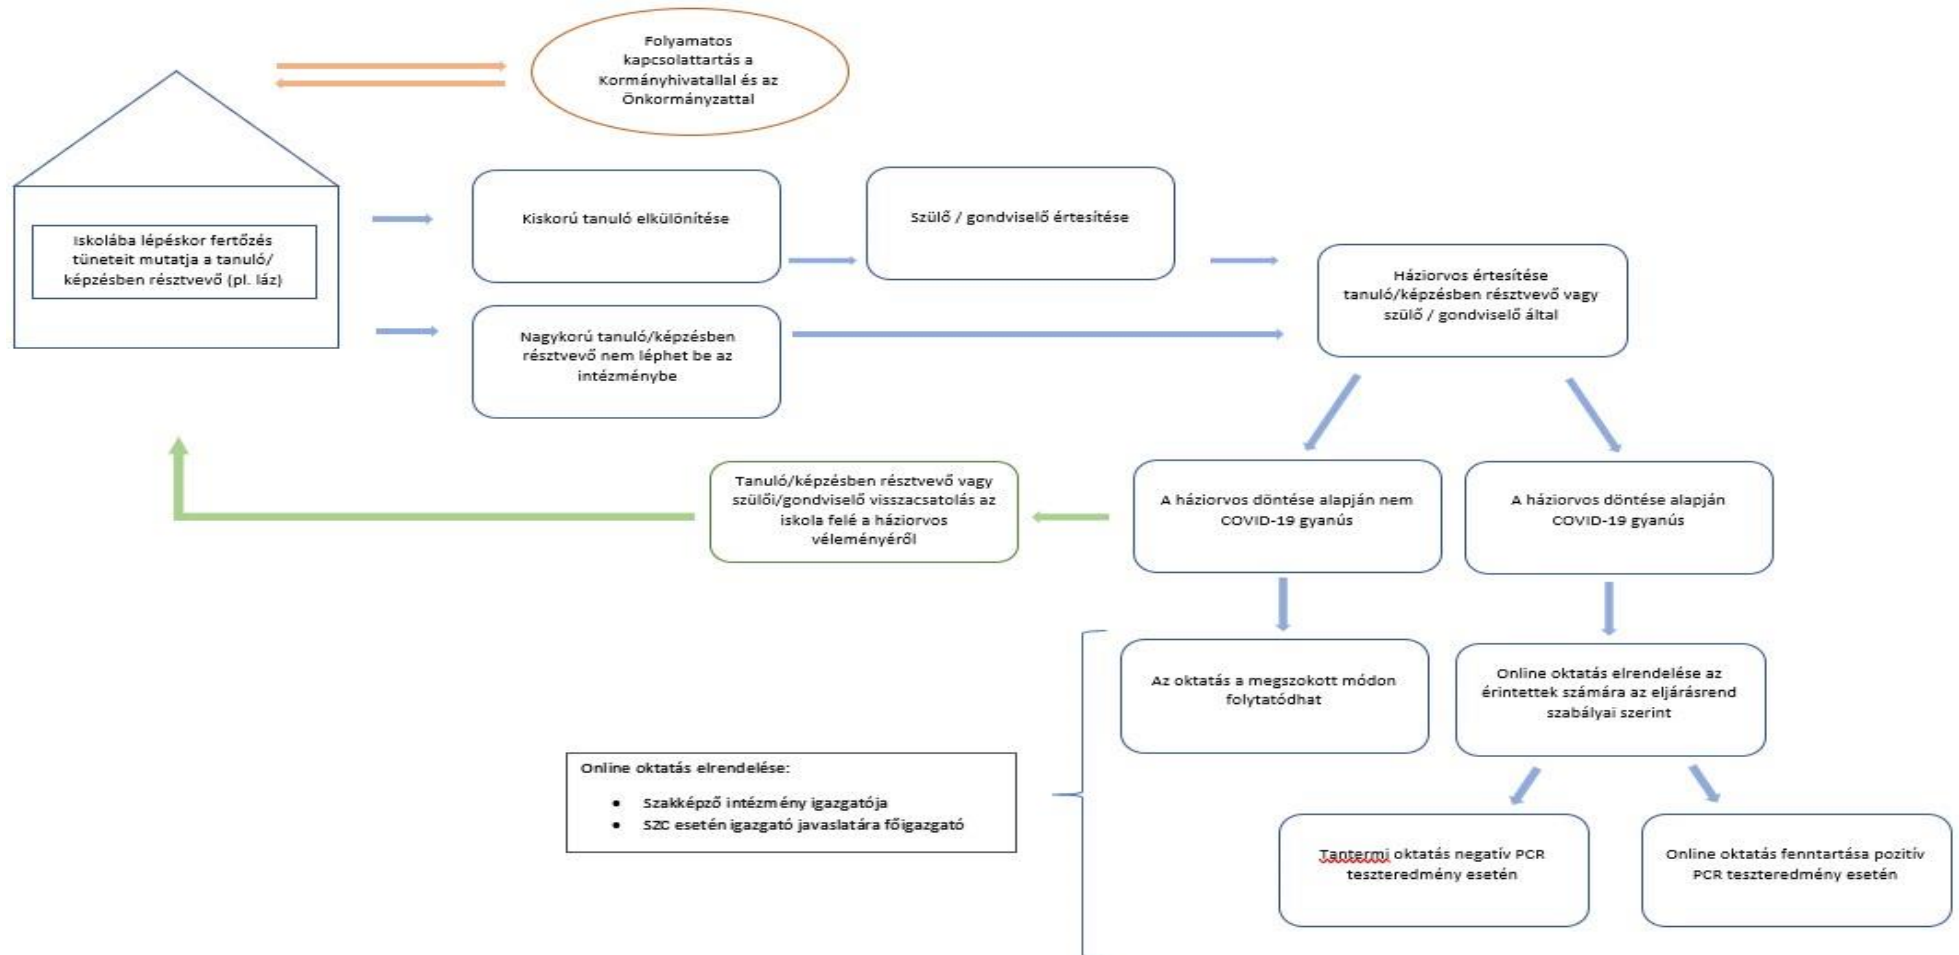 Folyamatos
kapcsolattartás a
Kormányhivatallal és az
Önkormányzattal
Iskolába lépéskor fertőzés
tüneteit mutatja a tanuló/
képzésben résztvevő (pl. láz)
Kiskorú tanuló elkülönítése
Szülő / gondviselő értesítése
Nagykorú tanuló/képzésben
résztvevő nem léphet be az
intézménybe
Háziorvos értesítése
tanuló/képzésben résztvevő vagy
szülő / gondviselő által
Tanuló/képzésben résztvevő vagy
szülői/gondviselő visszacsatolás az
iskola felé a háziorvos
véleményéről
A háziorvos döntése alapján nem
COVID-19 gyanús
A háziorvos döntése alapján
COVID-19 gyanús
Az oktatás a megszokott módon
folytatódhat
Online oktatás elrendelése az
érintettek számára az eljárásrend
szabályai szerint
Online oktatás elrendelése:
• Szakképző intézmény igazgatója
• SZC esetén igazgató javaslatára főigazgató
Tantermi oktatás negatív PCR
teszteredmény esetén
Online oktatás fenntartása pozitív
PCR teszteredmény esetén